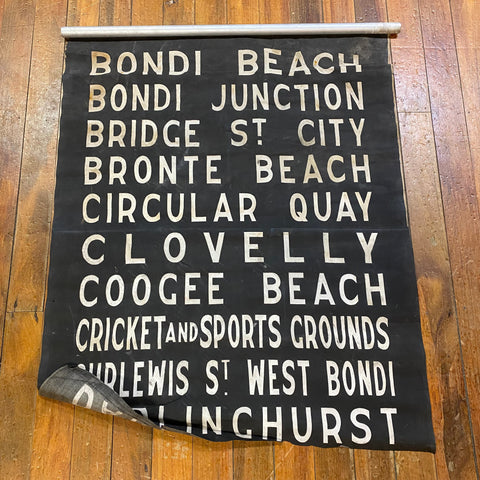 BONDI BEACH
BONDI JUNCTION
BRIDGE ST CITY
BRONTE BEACH
CIRCULAR QUAY
CLOVELLY
COOGEE BEACH
CRICKET AND SPORTS GROUNDS
CURLEWIS ST WEST BONDI
DARLINGHURST